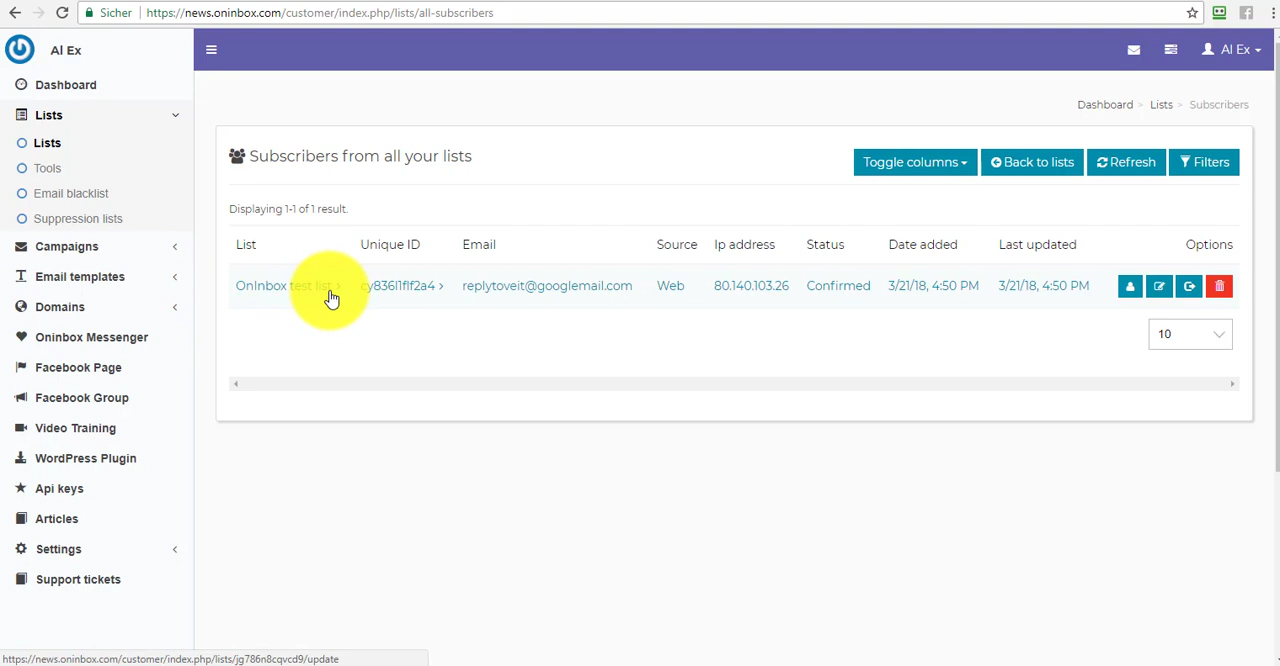 Sicher https://news.oninbox.com/customer/index.php/lists/all-subscribers
Al Ex
Al Ex
Dashboard
Lists
Lists
Tools
Email blacklist
Suppression lists
Campaigns
Email templates
Domains
Oninbox Messenger
Facebook Page
Facebook Group
Video Training
WordPress Plugin
Api keys
Articles
Settings
Support tickets
Dashboard > Lists > Subscribers
Subscribers from all your lists
Toggle columns Back to lists Refresh Filters
Displaying 1-1 of 1 result.
List Unique ID Email Source Ip address Status Date added Last updated Options
OnInbox test list replytoveit@googlemail.com Web 80.140.103.26 Confirmed 3/21/18, 4:50 PM 3/21/18, 4:50 PM
10
https://news.oninbox.com/customer/index.php/lists/jg786n8cqvcd9/update